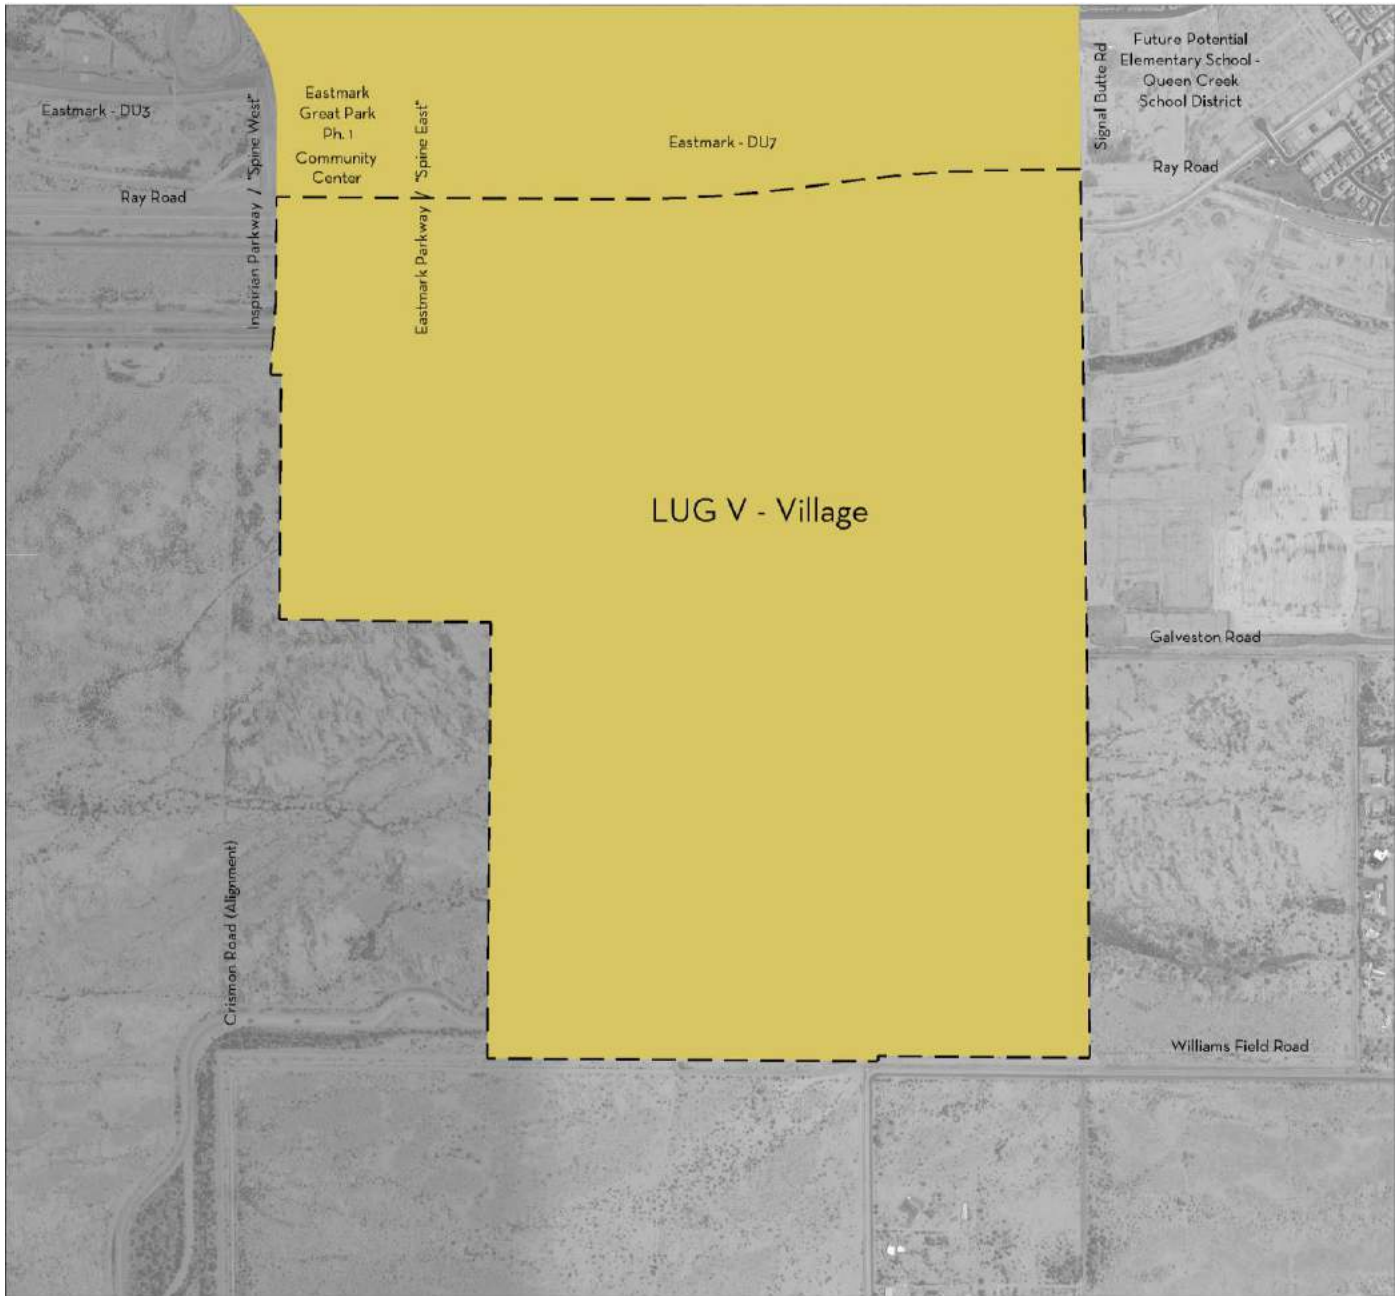 Future Potential
Elementary School -
Queen Creek
School District
Signal Butte Rd
Eastmark - DU3
Eastmark
Great Park
Ph. 1
Community
Center
Inspirian Parkway / "Spine West"
Eastmark Parkway / "Spine East"
Eastmark - DU7
Ray Road
Ray Road
LUG V - Village
Galveston Road
Crismon Road (Alignment)
Williams Field Road